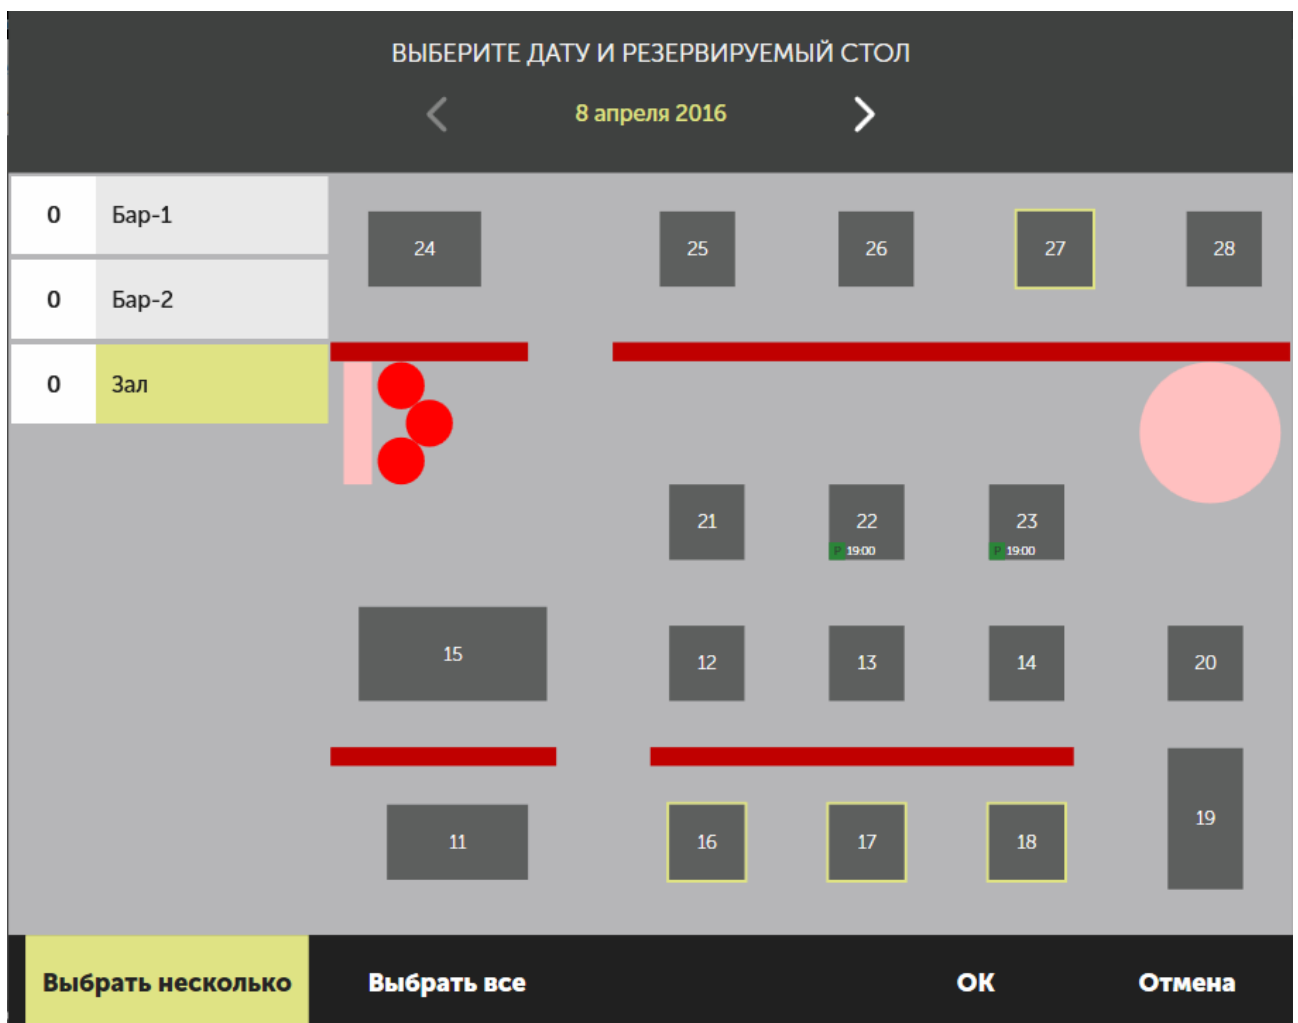 ВЫБЕРИТЕ ДАТУ И РЕЗЕРВИРУЕМЫЙ СТОЛ
8 апреля 2016
0 Бар-1
0 Бар-2
0 Зал
24 25 26 27 28
21 22 23
P 19:00 P 19:00
15 12 13 14 20
11 16 17 18 19
Выбрать несколько Выбрать все ОК Отмена